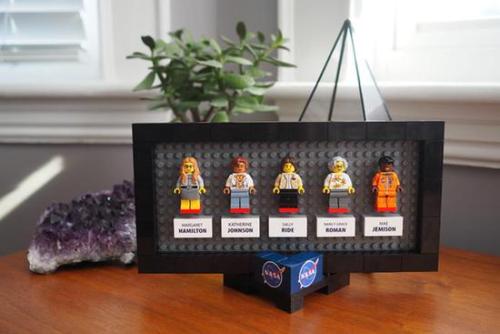 MARGARET
HAMILTON
KATHERINE
JOHNSON
SALLY
RIDE
NANCY GRACE
ROMAN
MAE
JEMISON
NASA
NASA